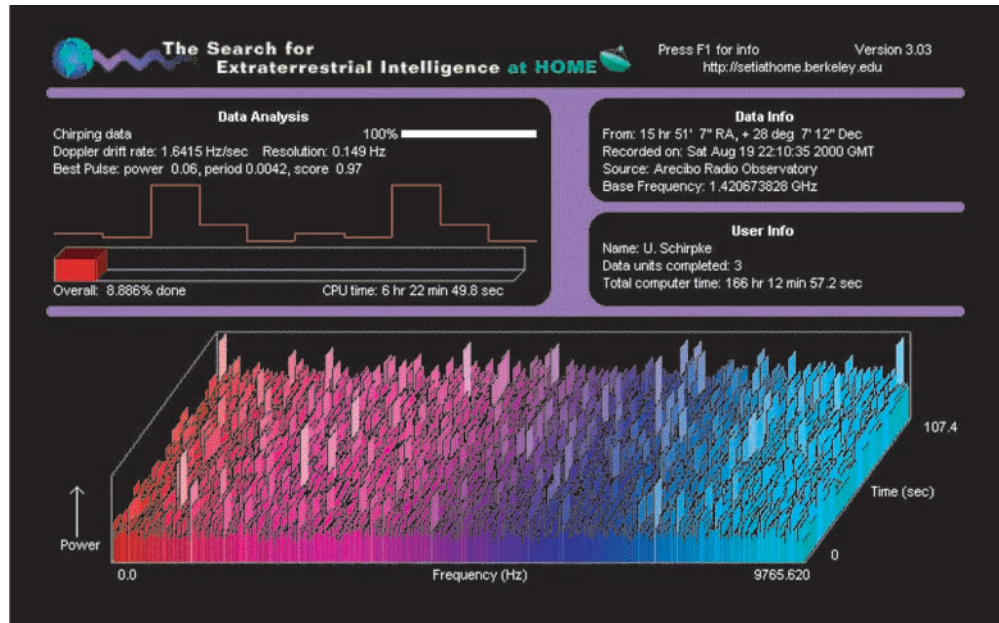 The Search for
Extraterrestrial Intelligence at HOME
Press F1 for info Version 3.03
http://setiathome.berkeley.edu
Data Analysis
Chirping data 100%
Doppler drift rate: 1.6415 Hz/sec Resolution: 0.149 Hz
Best Pulse: power 0.06, period 0.0042, score 0.97
Overall: 8.886% done CPU time: 6 hr 22 min 49.8 sec
Data Info
From: 15 hr 51' 7" RA, + 28 deg 7' 12" Dec
Recorded on: Sat Aug 19 22:10:35 2000 GMT
Source: Arecibo Radio Observatory
Base Frequency: 1.420673828 GHz
User Info
Name: U. Schirpke
Data units completed: 3
Total computer time: 166 hr 12 min 57.2 sec
107.4
Time (sec)
Power
0
0.0 Frequency (Hz) 9765.620